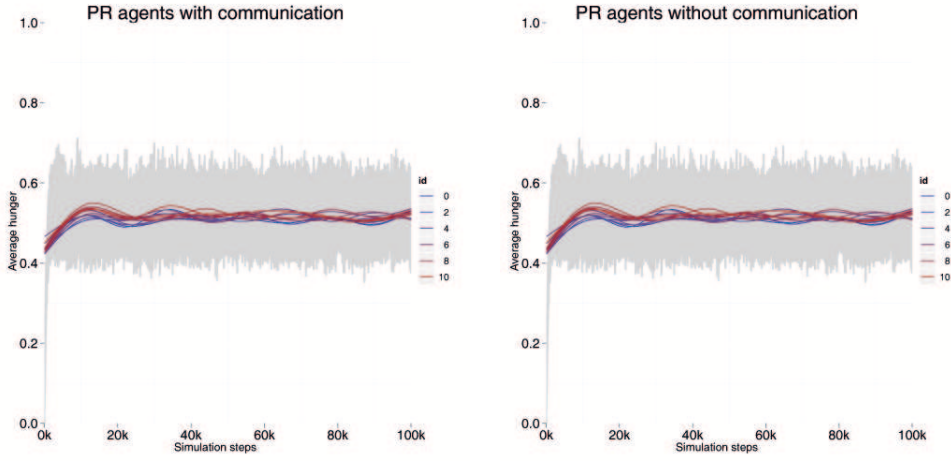 PR agents with communication
1.0
0.8
0.6
0.4
0.2
0.0
Average hunger
0k
20k
40k
60k
80k
100k
Simulation steps
id
0
2
4
6
8
10
PR agents without communication
1.0
0.8
0.6
0.4
0.2
0.0
Average hunger
0k
20k
40k
60k
80k
100k
Simulation steps
id
0
2
4
6
8
10